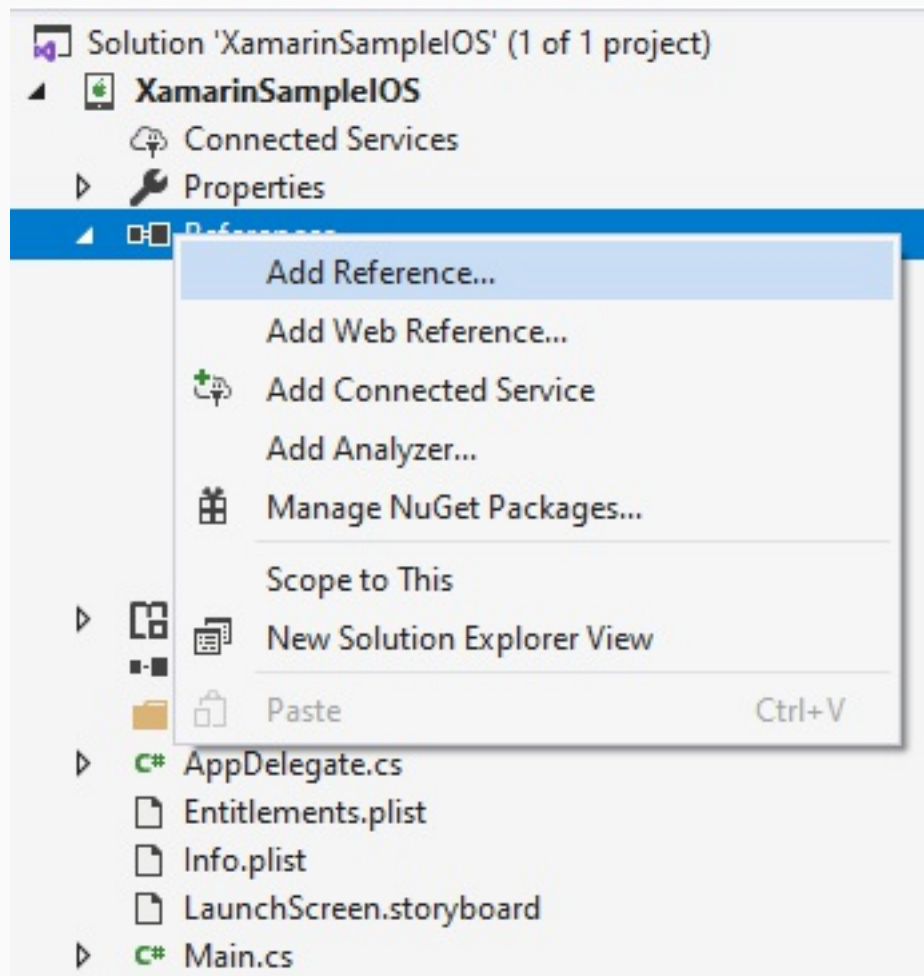 Solution 'XamarinSampleIOS' (1 of 1 project)
XamarinSampleIOS
Connected Services
Properties
References
Add Reference...
Add Web Reference...
Add Connected Service
Add Analyzer...
Manage NuGet Packages...
Scope to This
New Solution Explorer View
Paste Ctrl+V
C# AppDelegate.cs
Entitlements.plist
Info.plist
LaunchScreen.storyboard
C# Main.cs